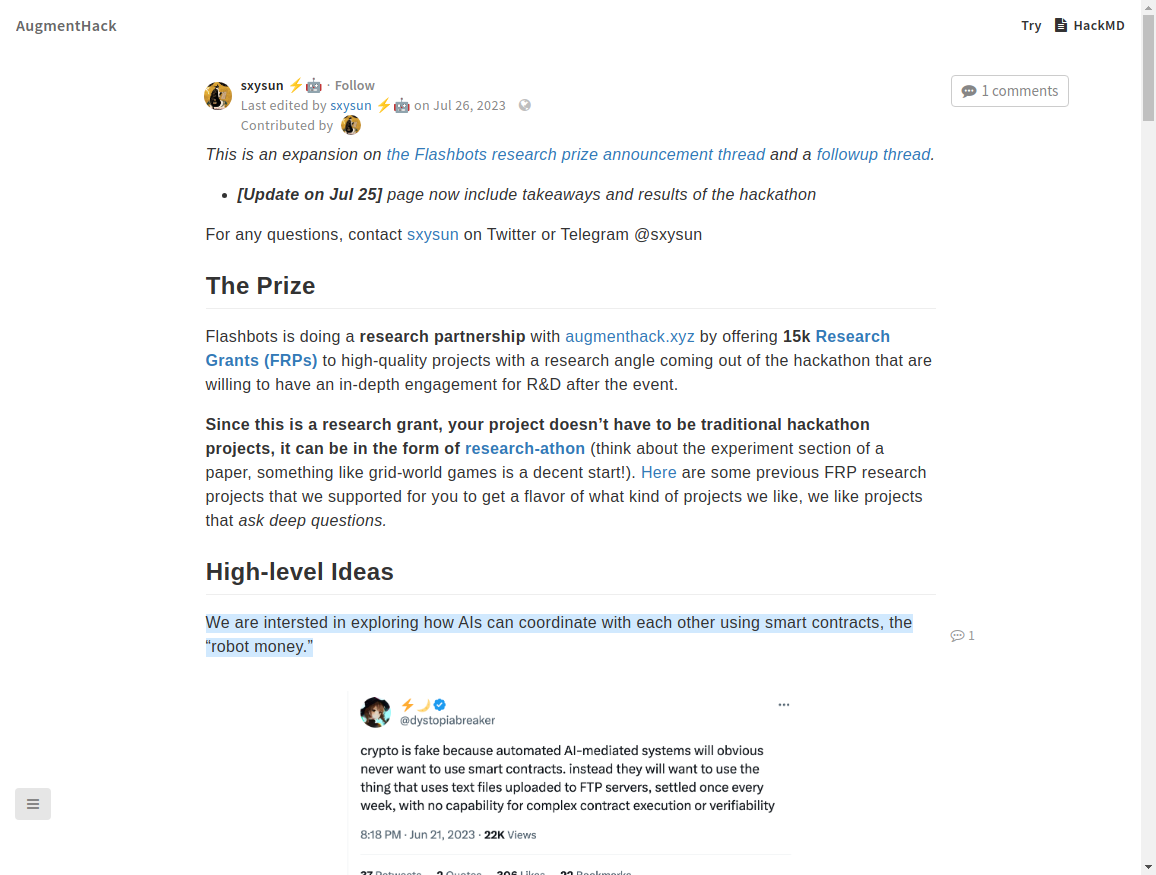 AugmentHack
Try HackMD
sxysun ⚡🤖 · Follow
1 comments
Last edited by sxysun ⚡🤖 on Jul 26, 2023
Contributed by
This is an expansion on the Flashbots research prize announcement thread and a followup thread.
• [Update on Jul 25] page now include takeaways and results of the hackathon
For any questions, contact sxysun on Twitter or Telegram @sxysun
The Prize
Flashbots is doing a research partnership with augmenthack.xyz by offering 15k Research
Grants (FRPs) to high-quality projects with a research angle coming out of the hackathon that are
willing to have an in-depth engagement for R&D after the event.
Since this is a research grant, your project doesn’t have to be traditional hackathon
projects, it can be in the form of research-athon (think about the experiment section of a
paper, something like grid-world games is a decent start!). Here are some previous FRP research
projects that we supported for you to get a flavor of what kind of projects we like, we like projects
that ask deep questions.
High-level Ideas
We are intersted in exploring how AIs can coordinate with each other using smart contracts, the
“robot money.”
1
⚡🌙
@dystopiabreaker
crypto is fake because automated AI-mediated systems will obvious
never want to use smart contracts. instead they will want to use the
thing that uses text files uploaded to FTP servers, settled once every
week, with no capability for complex contract execution or verifiability
8:18 PM · Jun 21, 2023 · 22K Views
37 Retweets 2 Quotes 306 Likes 22 Bookmarks